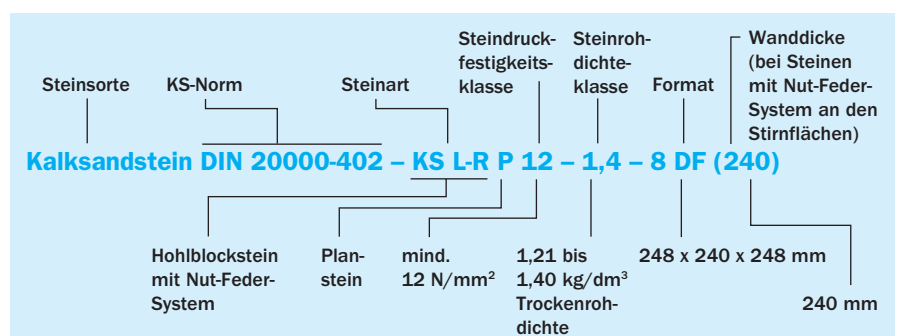 Steinsorte
KS-Norm
Steinart
Steindruck-
festigkeits-
klasse
Steinroh-
dichte-
klasse
Format
Wanddicke
(bei Steinen
mit Nut-Feder-
System an den
Stirnflächen)
Kalksandstein DIN 20000-402 – KS L-R P 12 – 1,4 – 8 DF (240)
Hohlblockstein
mit Nut-Feder-
System
Plan-
stein
mind.
12 N/mm²
1,21 bis
1,40 kg/dm³
Trockenroh-
dichte
248 x 240 x 248 mm
240 mm